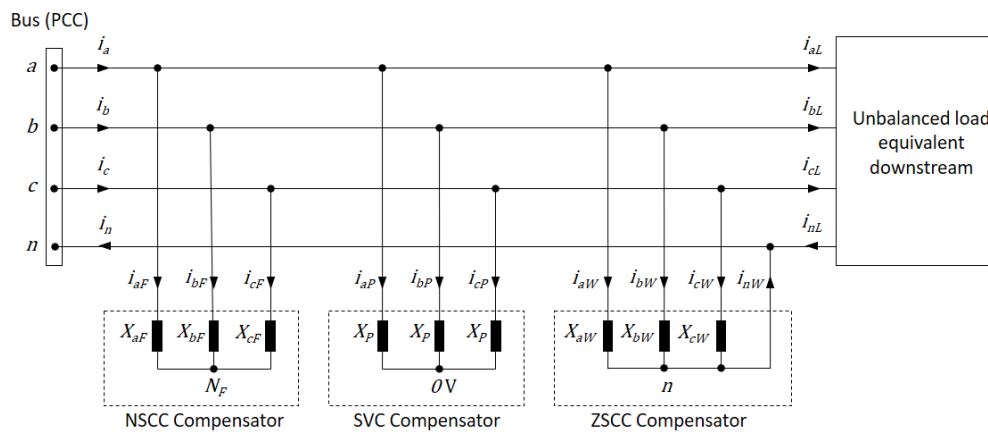 Bus (PCC)
a
b
c
n
i_a
i_b
i_c
i_n
i_aL
i_bL
i_cL
i_nL
Unbalanced load
equivalent
downstream
i_aF i_bF i_cF
i_aP i_bP i_cP
i_aW i_bW i_cW i_nW
X_aF X_bF X_cF
X_P X_P X_P
X_aW X_bW X_cW
N_F
0 V
n
NSCC Compensator
SVC Compensator
ZSCC Compensator